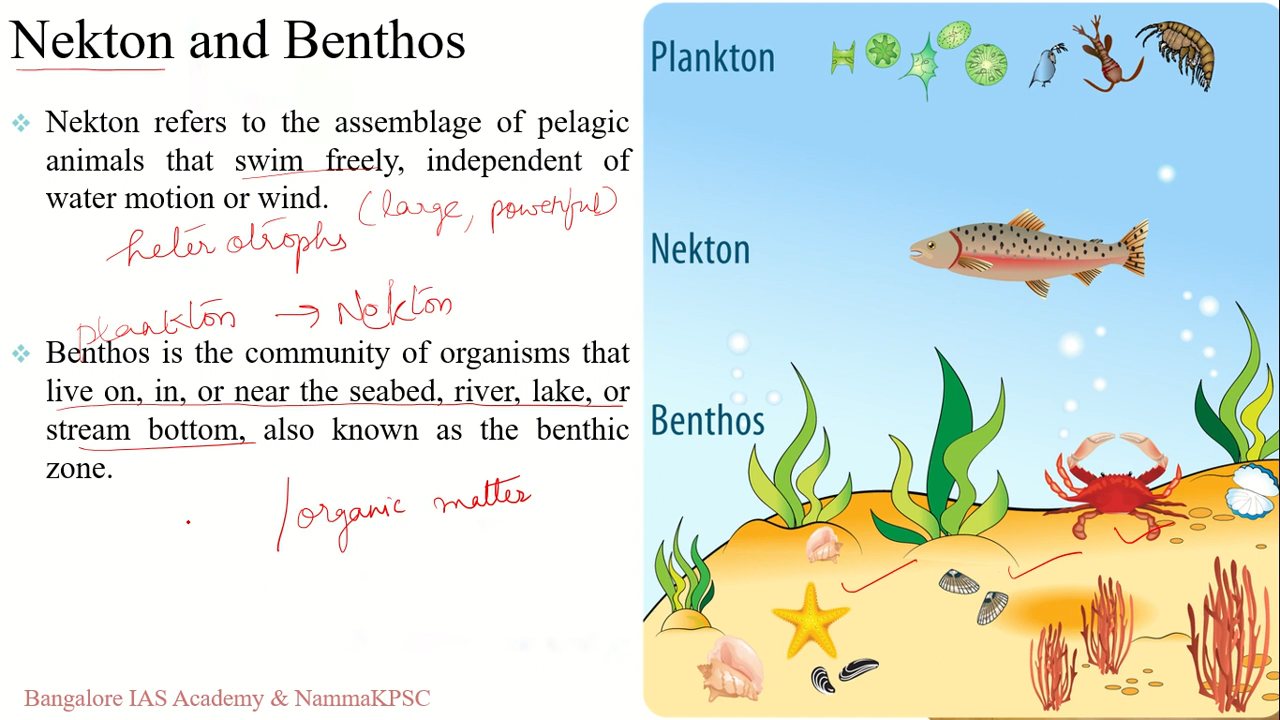 Nekton and Benthos
❖ Nekton refers to the assemblage of pelagic
animals that swim freely, independent of
water motion or wind.
(large, powerful)
heterotrophs
plankton → Nekton
❖ Benthos is the community of organisms that
live on, in, or near the seabed, river, lake, or
stream bottom, also known as the benthic
zone.
/organic matter
Bangalore IAS Academy & NammaKPSC
Plankton
Nekton
Benthos